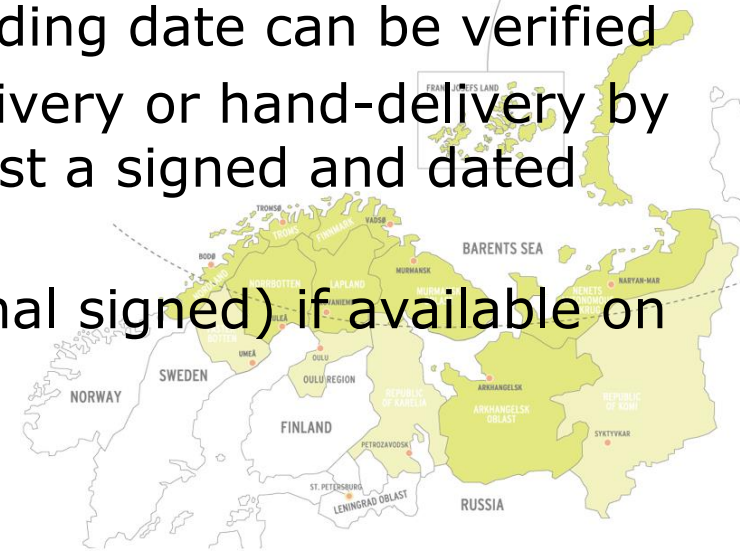 ding date can be verified
ivery or hand-delivery by
st a signed and dated
nal signed) if available on
FRANZ JOSEFS LAND
TROMSØ
VADSØ
TROMS
FINNMARK
BODØ
BARENTS SEA
MURMANSK
NARYAN-MAR
NORRBOTTEN
LAPLAND
NENETS
UMEÅ
OULU
SWEDEN
OULU REGION
NORWAY
REPUBLIC
OF KARELIA
ARKHANGELSK
ARKHANGELSK
OBLAST
REPUBLIC
OF KOMI
FINLAND
SYKTYVKAR
PETROZAVODSK
ST. PETERSBURG
LENINGRAD OBLAST
RUSSIA